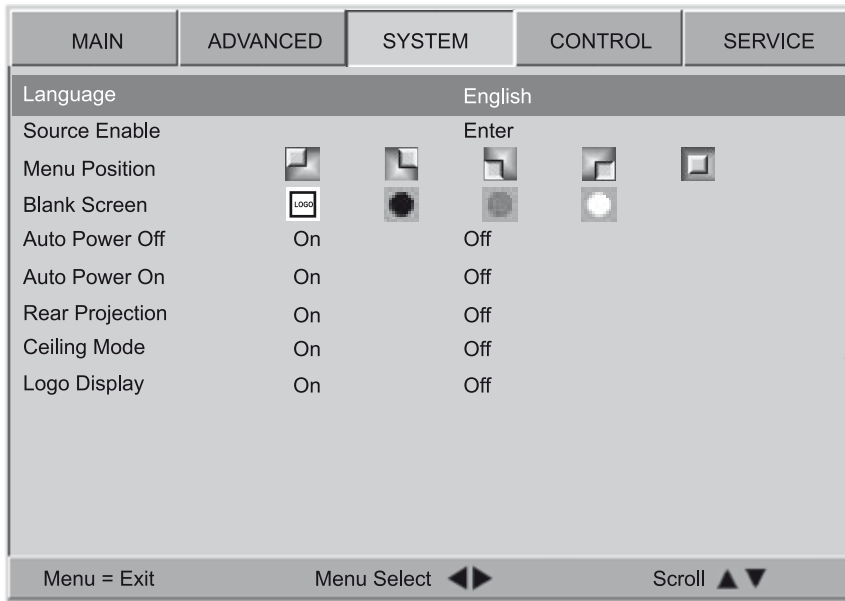 MAIN ADVANCED SYSTEM CONTROL SERVICE
Language English
Source Enable Enter
Menu Position
Blank Screen LOGO
Auto Power Off On Off
Auto Power On On Off
Rear Projection On Off
Ceiling Mode On Off
Logo Display On Off
Menu = Exit Menu Select ◀▶ Scroll ▲▼